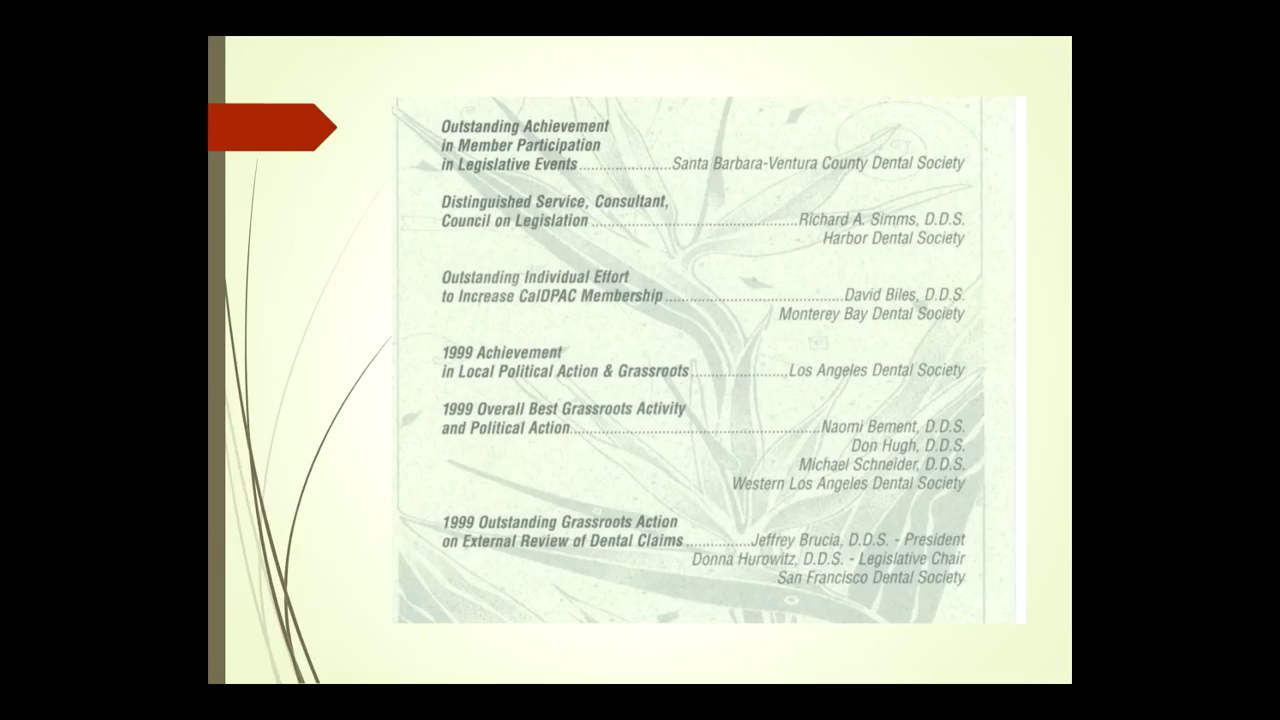 Outstanding Achievement
in Member Participation
in Legislative Events......................Santa Barbara-Ventura County Dental Society
Distinguished Service, Consultant,
Council on Legislation ..................................................Richard A. Simms, D.D.S.
Harbor Dental Society
Outstanding Individual Effort
to Increase CalDPAC Membership...........................................David Biles, D.D.S.
Monterey Bay Dental Society
1999 Achievement
in Local Political Action & Grassroots.......................Los Angeles Dental Society
1999 Overall Best Grassroots Activity
and Political Action.............................................................Naomi Bement, D.D.S.
Don Hugh, D.D.S.
Michael Schneider, D.D.S.
Western Los Angeles Dental Society
1999 Outstanding Grassroots Action
on External Review of Dental Claims ...............Jeffrey Brucia, D.D.S. - President
Donna Hurowitz, D.D.S. - Legislative Chair
San Francisco Dental Society